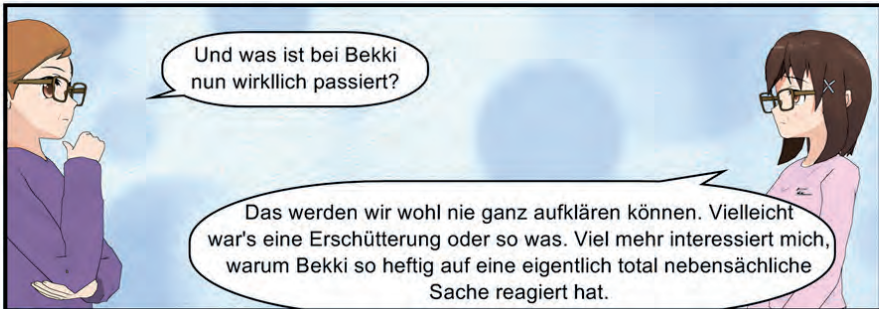 Und was ist bei Bekki
nun wirkllich passiert?
Das werden wir wohl nie ganz aufklären können. Vielleicht
war's eine Erschütterung oder so was. Viel mehr interessiert mich,
warum Bekki so heftig auf eine eigentlich total nebensächliche
Sache reagiert hat.